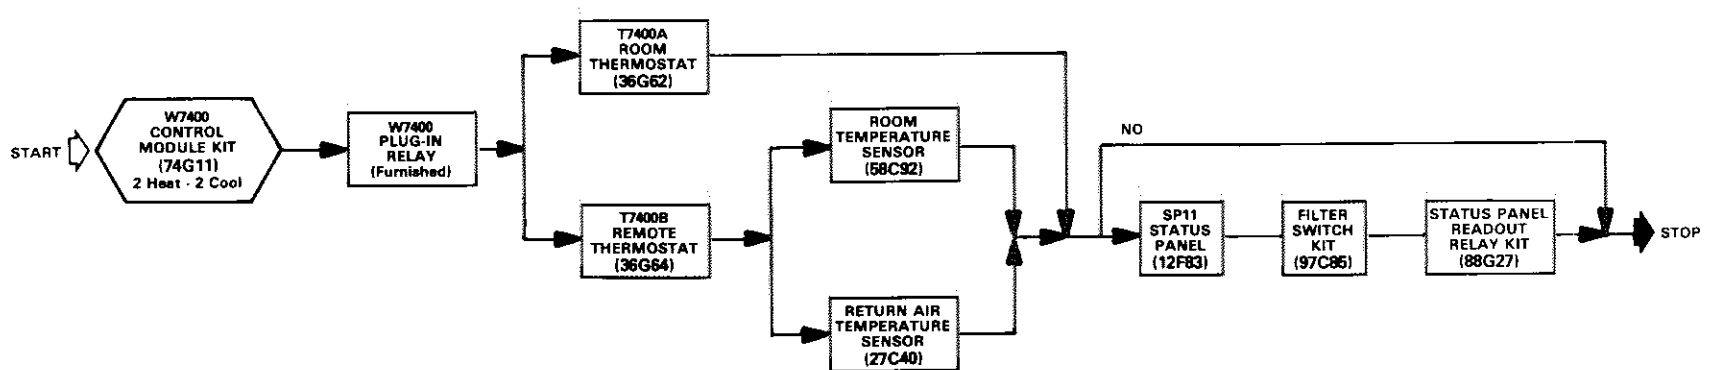 START
W7400
CONTROL
MODULE KIT
(74G11)
2 Heat - 2 Cool
W7400
PLUG-IN
RELAY
(Furnished)
T7400A
ROOM
THERMOSTAT
(36G62)
T7400B
REMOTE
THERMOSTAT
(36G64)
ROOM
TEMPERATURE
SENSOR
(58C92)
RETURN AIR
TEMPERATURE
SENSOR
(27C40)
NO
SP11
STATUS
PANEL
(12F83)
FILTER
SWITCH
KIT
(97C85)
STATUS PANEL
READOUT
RELAY KIT
(88G27)
STOP